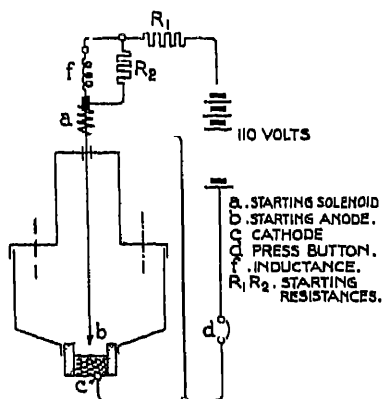 R1
f
R2
a
110 VOLTS
a. STARTING SOLENOID
b. STARTING ANODE.
c CATHODE
d PRESS BUTTON.
f. INDUCTANCE.
R1 R2. STARTING
RESISTANCES.
b
d
c